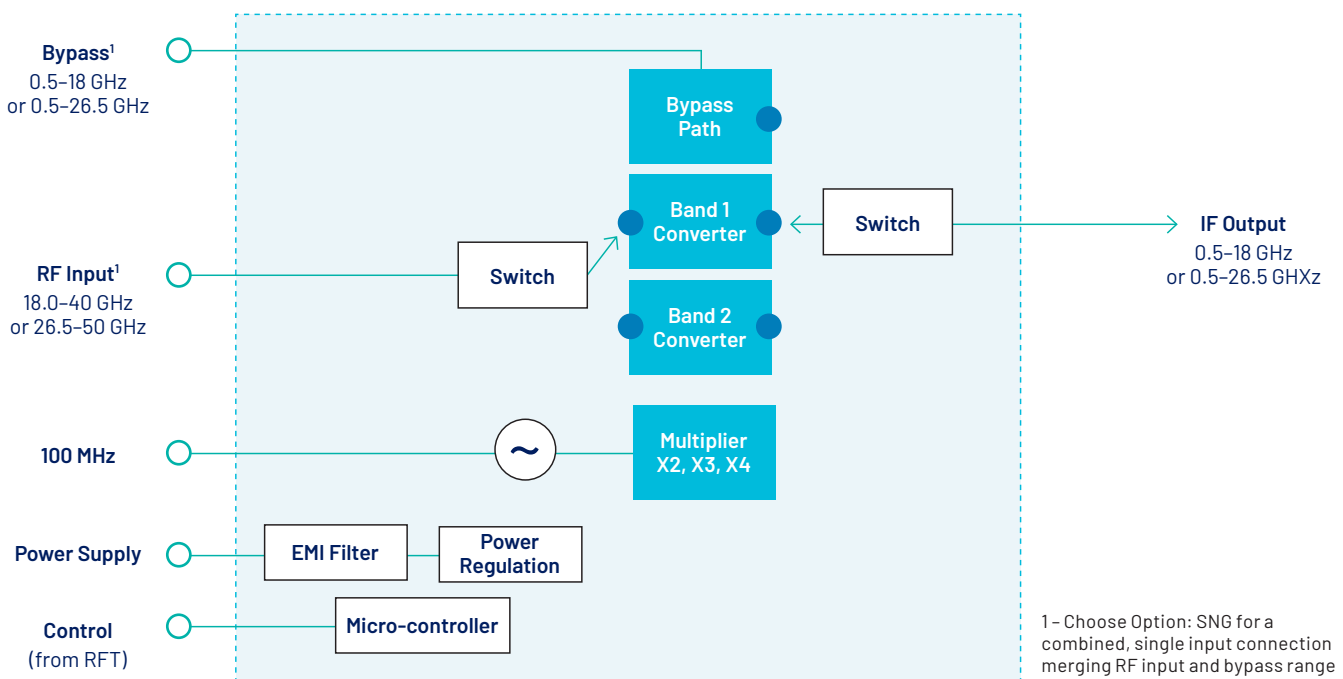 Bypass¹
0.5–18 GHz
or 0.5–26.5 GHz
Bypass
Path
Band 1
Converter
Switch
IF Output
0.5–18 GHz
or 0.5–26.5 GHXz
RF Input¹
18.0–40 GHz
or 26.5–50 GHz
Switch
Band 2
Converter
100 MHz
~
Multiplier
X2, X3, X4
Power Supply
EMI Filter
Power
Regulation
Control
(from RFT)
Micro-controller
1 – Choose Option: SNG for a
combined, single input connection
merging RF input and bypass range